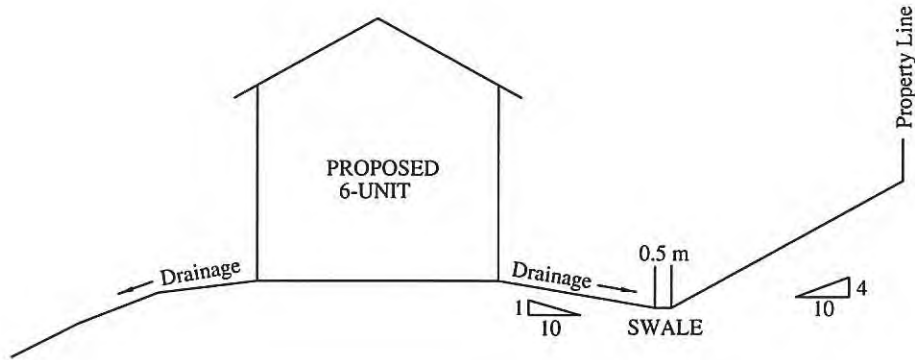 Property Line
PROPOSED
6-UNIT
0.5 m
Drainage
Drainage
1
10
4
10
SWALE